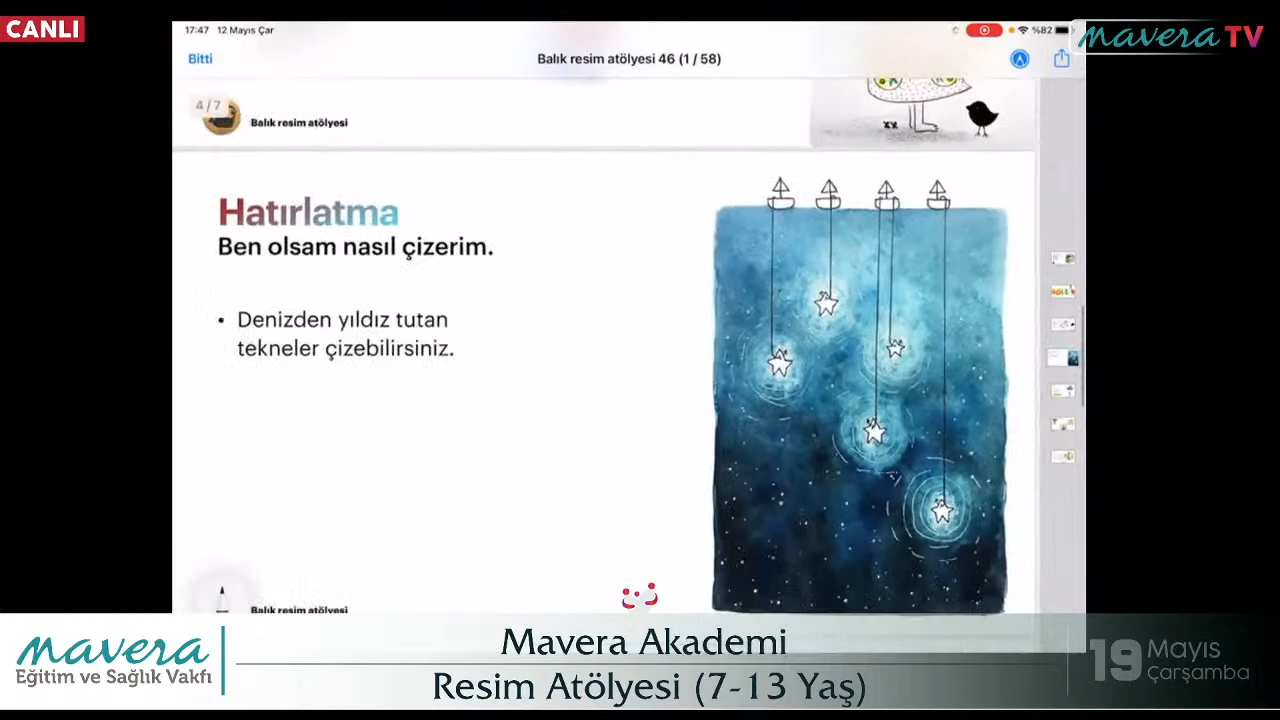 CANLI
17:47 12 Mayıs Çar
%82
mavera TV
Bitti
Balık resim atölyesi 46 (1 / 58)
4 / 7
Balık resim atölyesi
Hatırlatma
Ben olsam nasıl çizerim.
• Denizden yıldız tutan
tekneler çizebilirsiniz.
Balık resim atölyesi
mavera
Eğitim ve Sağlık Vakfı
Mavera Akademi
Resim Atölyesi (7-13 Yaş)
19 Mayıs
Çarşamba